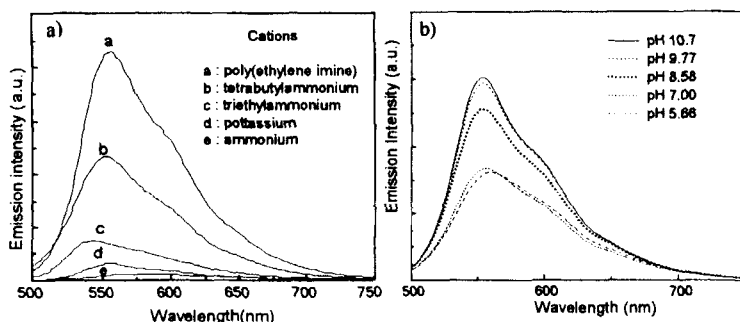 a)
Cations
a : poly(ethylene imine)
b : tetrabutylammonium
c : triethylammonium
d : pottassium
e : ammonium
a
b
c
d
e
Emission intensity (a.u.)
500 550 600 650 700 750
Wavelength(nm)
b)
pH 10.7
pH 9.77
pH 8.58
pH 7.00
pH 5.66
Emission Intensity (a.u.)
500 600 700
Wavelength (nm)